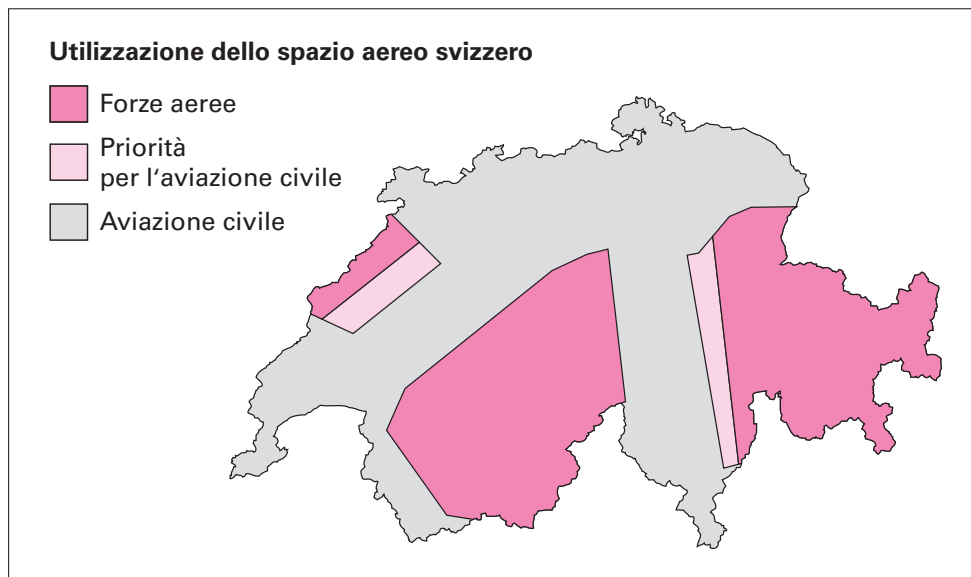 Utilizzazione dello spazio aereo svizzero
Forze aeree
Priorità
per l‘aviazione civile
Aviazione civile